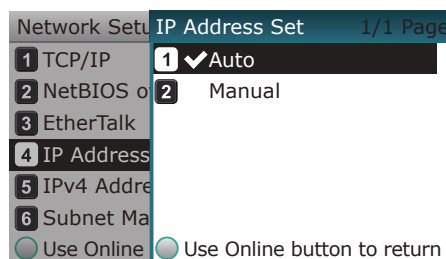 Network Setu
1 TCP/IP
2 NetBIOS o
3 EtherTalk
4 IP Address
5 IPv4 Addre
6 Subnet Ma
Use Online
IP Address Set 1/1 Page
1 ✔Auto
2 Manual
Use Online button to return